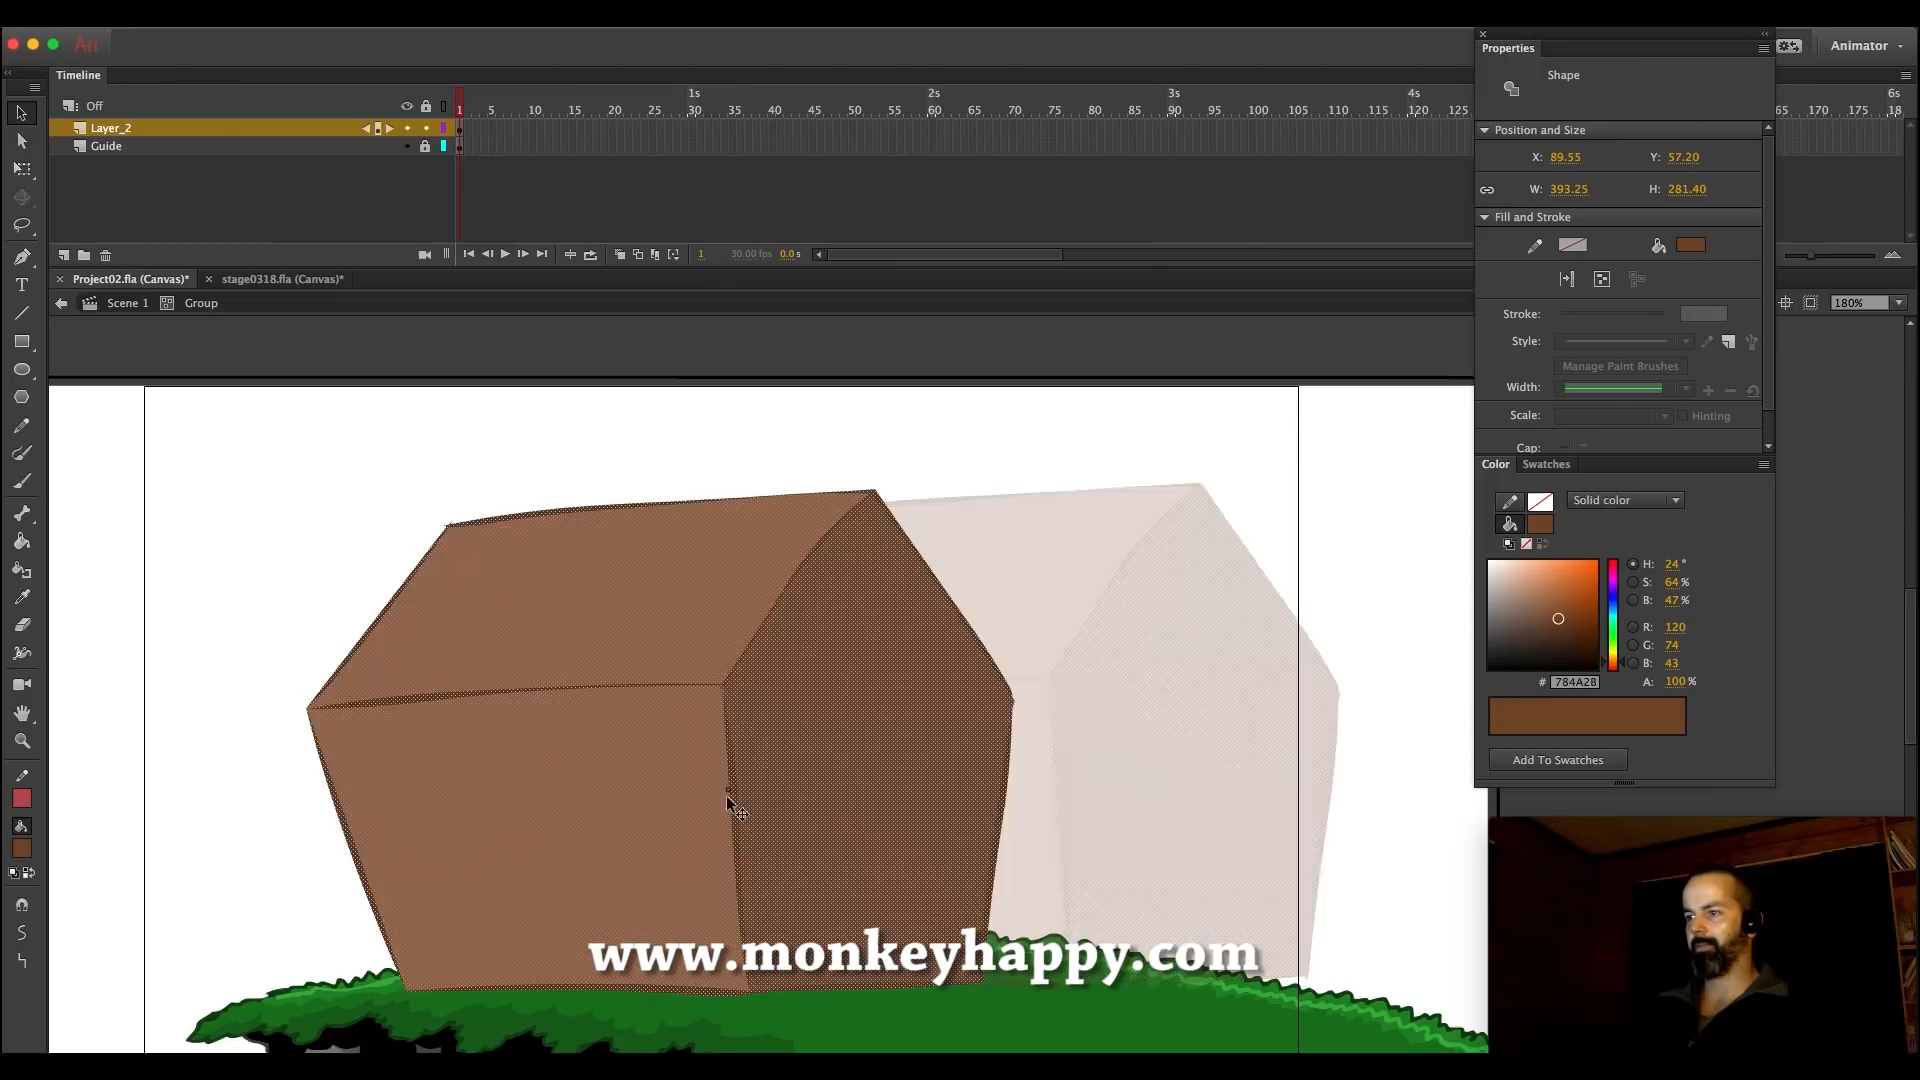 An
Animator
Properties
Shape
Timeline
Off
1s 2s 3s 4s 6s
1 5 10 15 20 25 30 35 40 45 50 55 60 65 70 75 80 85 90 95 100 105 110 115 120 125 65 170 175 180 18
Layer_2
Guide
Position and Size
X: 89.55 Y: 57.20
W: 393.25 H: 281.40
Fill and Stroke
1 30.00 fps 0.0 s
Project02.fla (Canvas)* stage0318.fla (Canvas)*
Scene 1 Group
180%
Stroke:
Style:
Manage Paint Brushes
Width:
Scale: Hinting
Cap:
Color Swatches
Solid color
H: 24 °
S: 64 %
B: 47 %
R: 120
G: 74
B: 43
# 784A2B A: 100 %
Add To Swatches
www.monkeyhappy.com